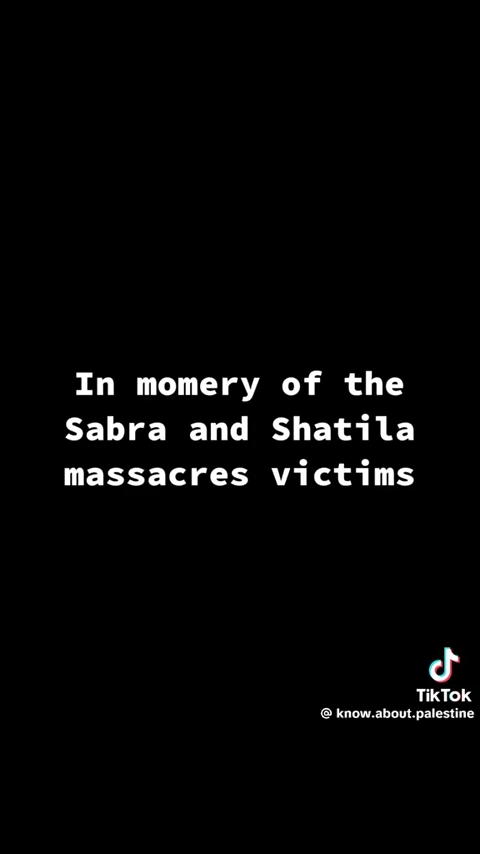 In momery of the
Sabra and Shatila
massacres victims
TikTok
@ know.about.palestine